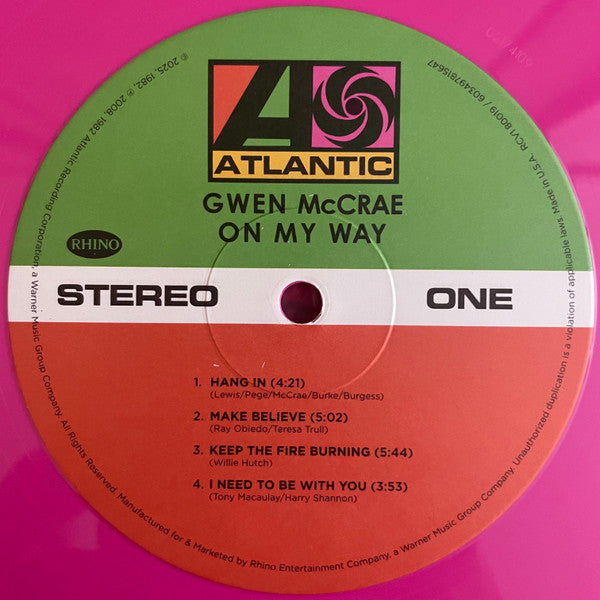 ATLANTIC
GWEN McCRAE
ON MY WAY
RHINO
STEREO
ONE
1. HANG IN (4:21)
(Lewis/Pege/McCrae/Burke/Burgess)
2. MAKE BELIEVE (5:02)
(Ray Obiedo/Teresa Trull)
3. KEEP THE FIRE BURNING (5:44)
(Willie Hutch)
4. I NEED TO BE WITH YOU (3:53)
(Tony Macaulay/Harry Shannon)
℗ 2025, 1982, ℗ 2008, 1982 Atlantic Recording Corporation, a Warner Music Group Company. All Rights Reserved. Manufactured for & Marketed by Rhino Entertainment Company, a Warner Music Group Company. Unauthorized duplication is a violation of applicable laws. Made in U.S.A. RCV1 80019 / 603497815647